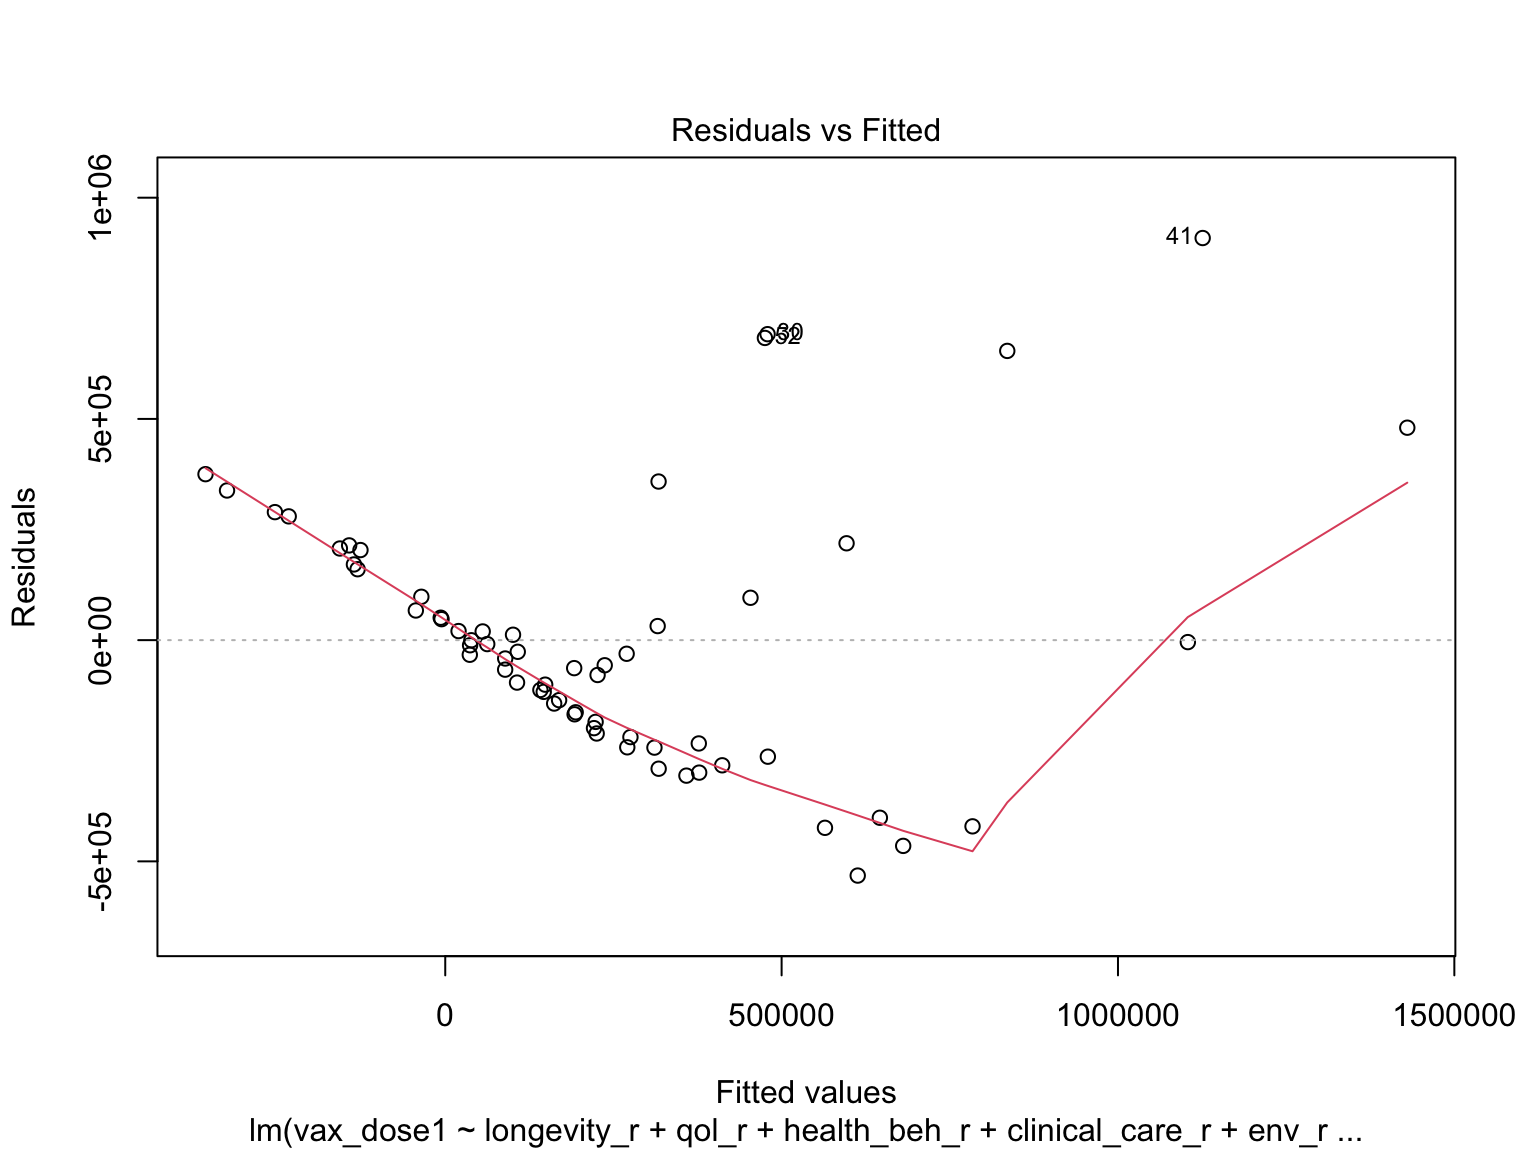 Residuals vs Fitted
Residuals
1e+06
5e+05
0e+00
-5e+05
41
52
0
500000
1000000
1500000
Fitted values
lm(vax_dose1 ~ longevity_r + qol_r + health_beh_r + clinical_care_r + env_r ...